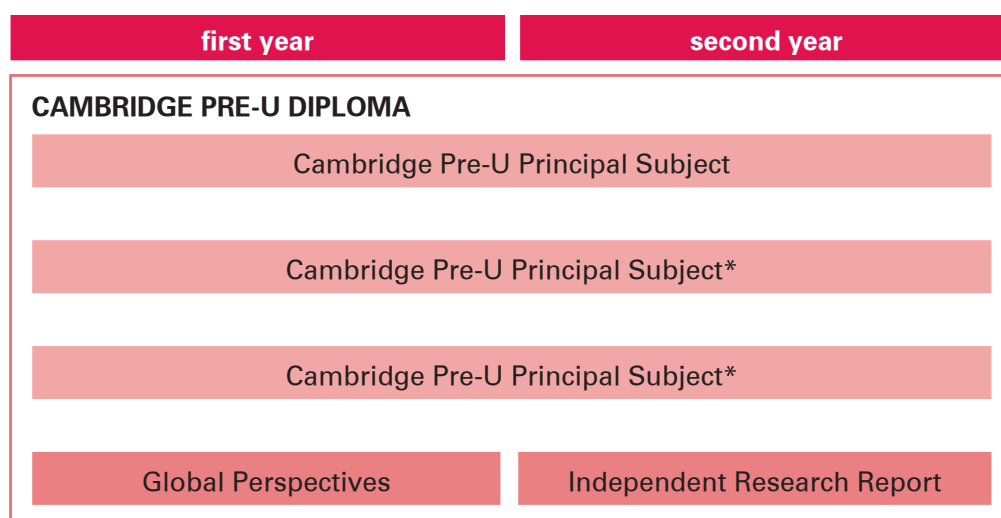 first year
second year
CAMBRIDGE PRE-U DIPLOMA
Cambridge Pre-U Principal Subject
Cambridge Pre-U Principal Subject*
Cambridge Pre-U Principal Subject*
Global Perspectives
Independent Research Report